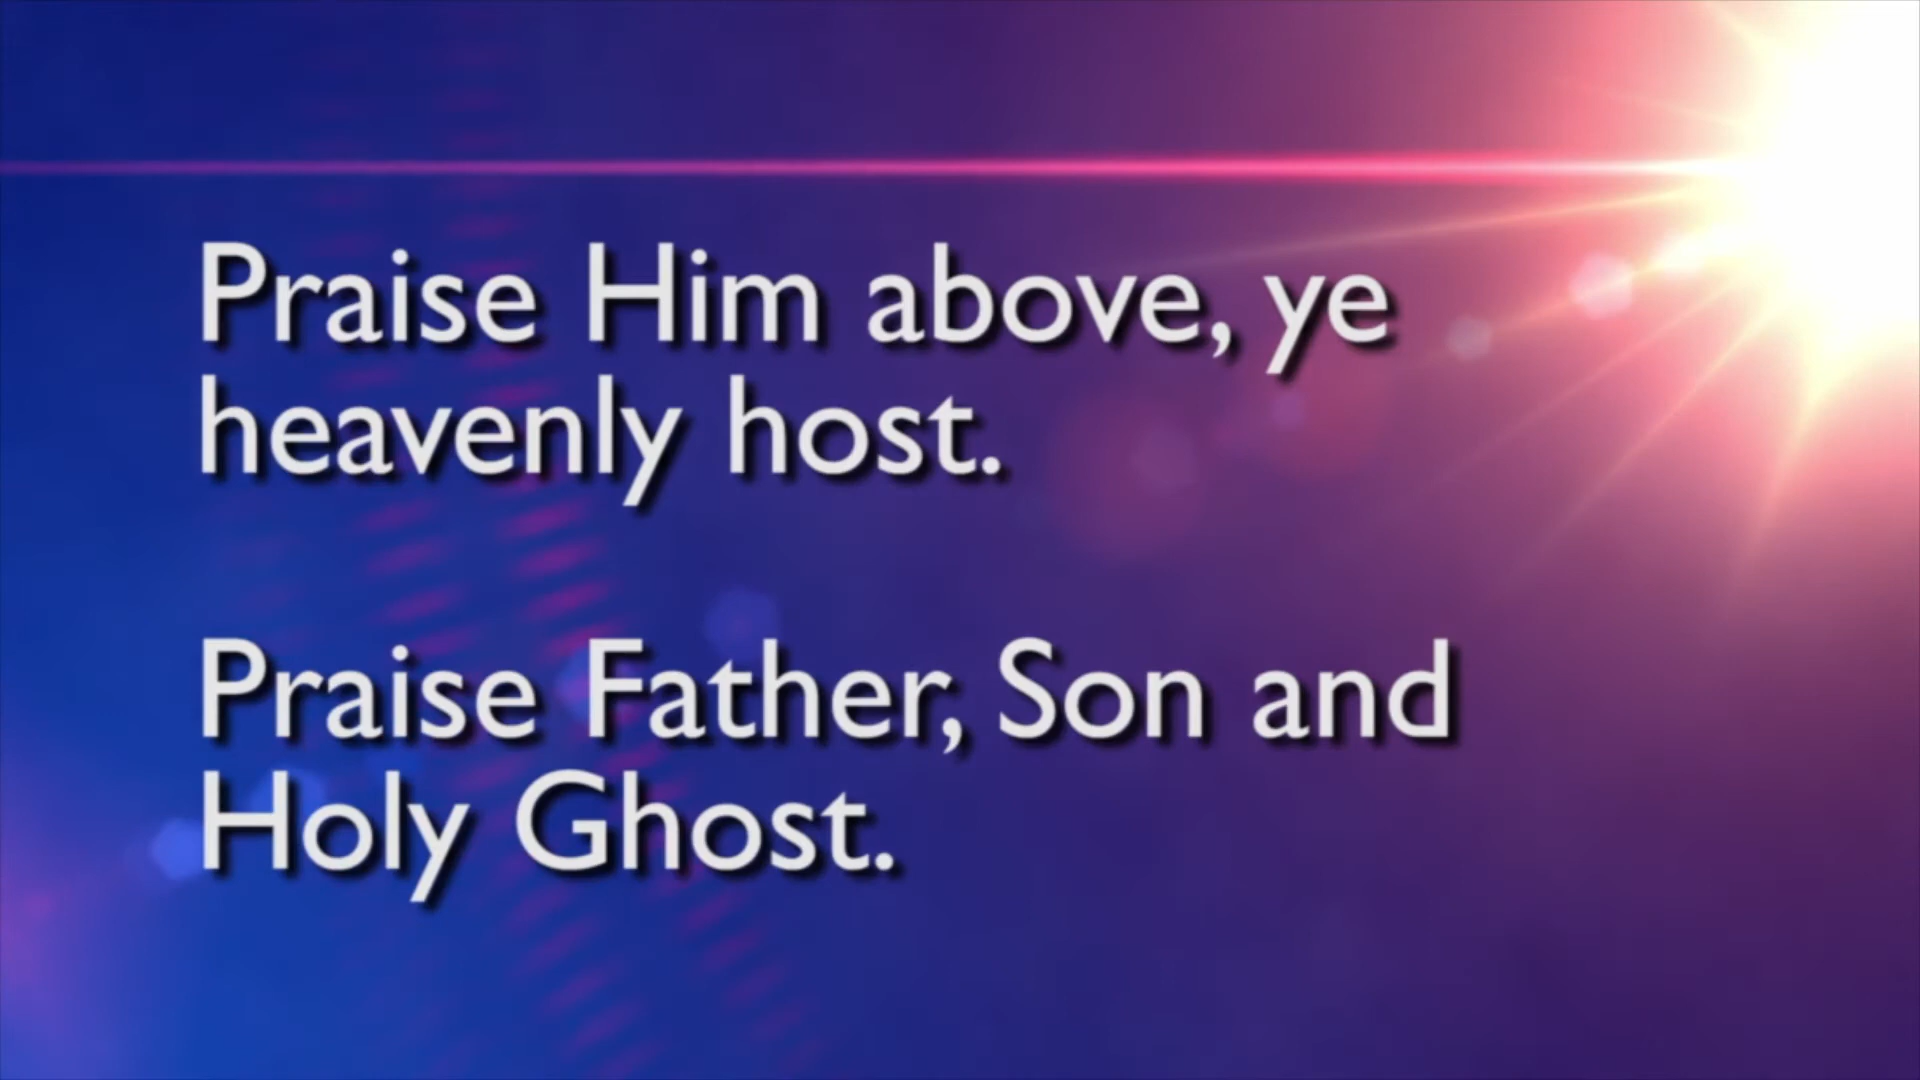 Praise Him above, ye
heavenly host.
Praise Father, Son and
Holy Ghost.